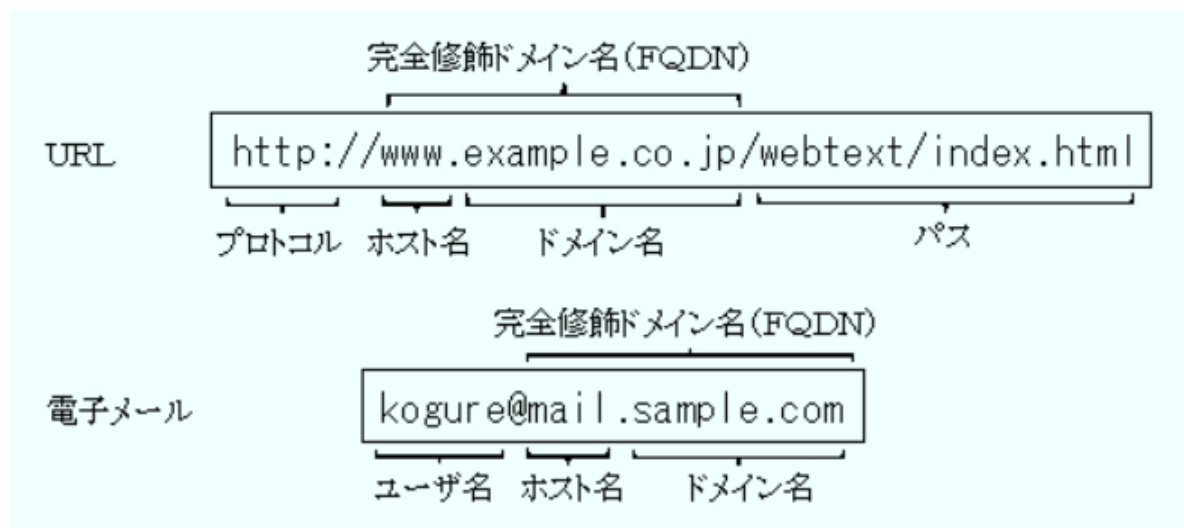 完全修飾ドメイン名(FQDN)
URL http://www.example.co.jp/webtext/index.html
プロトコル ホスト名 ドメイン名 パス
完全修飾ドメイン名(FQDN)
電子メール kogure@mail.sample.com
ユーザ名 ホスト名 ドメイン名